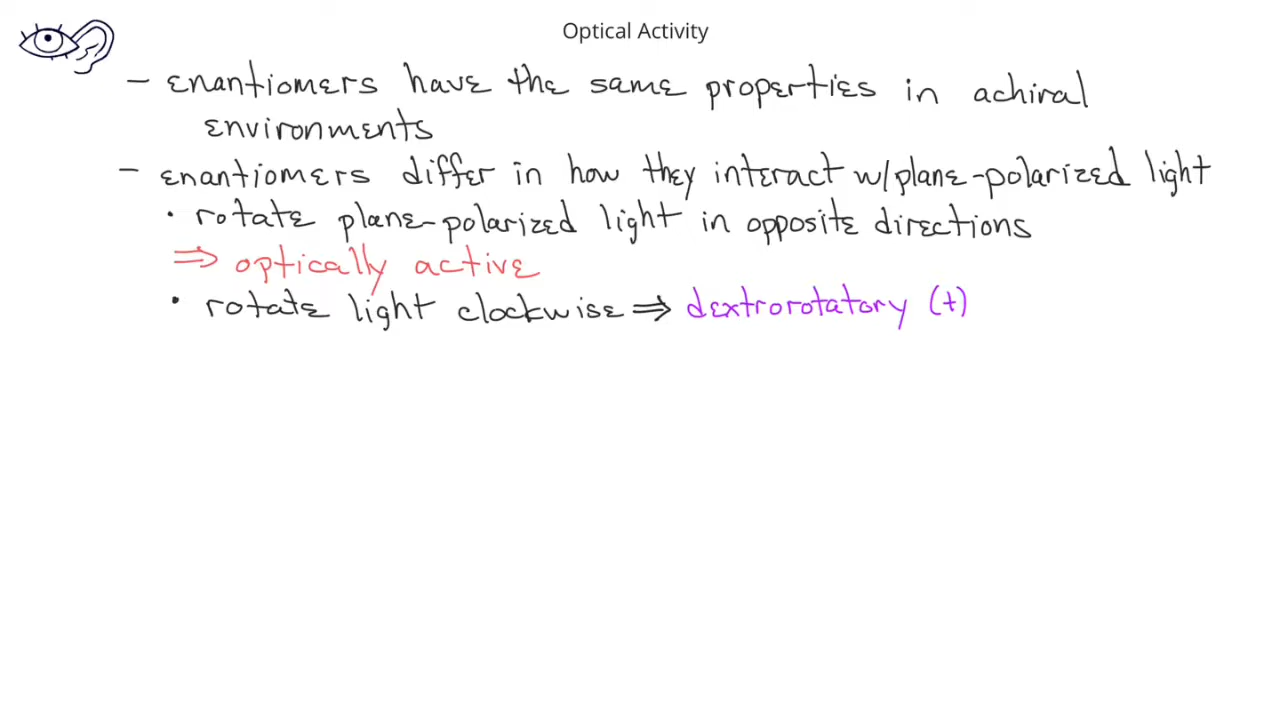 Optical Activity
- enantiomers have the same properties in achiral
environments
- enantiomers differ in how they interact w/plane-polarized light
• rotate plane-polarized light in opposite directions
⇒ optically active
• rotate light clockwise ⇒ dextrorotatory (+)